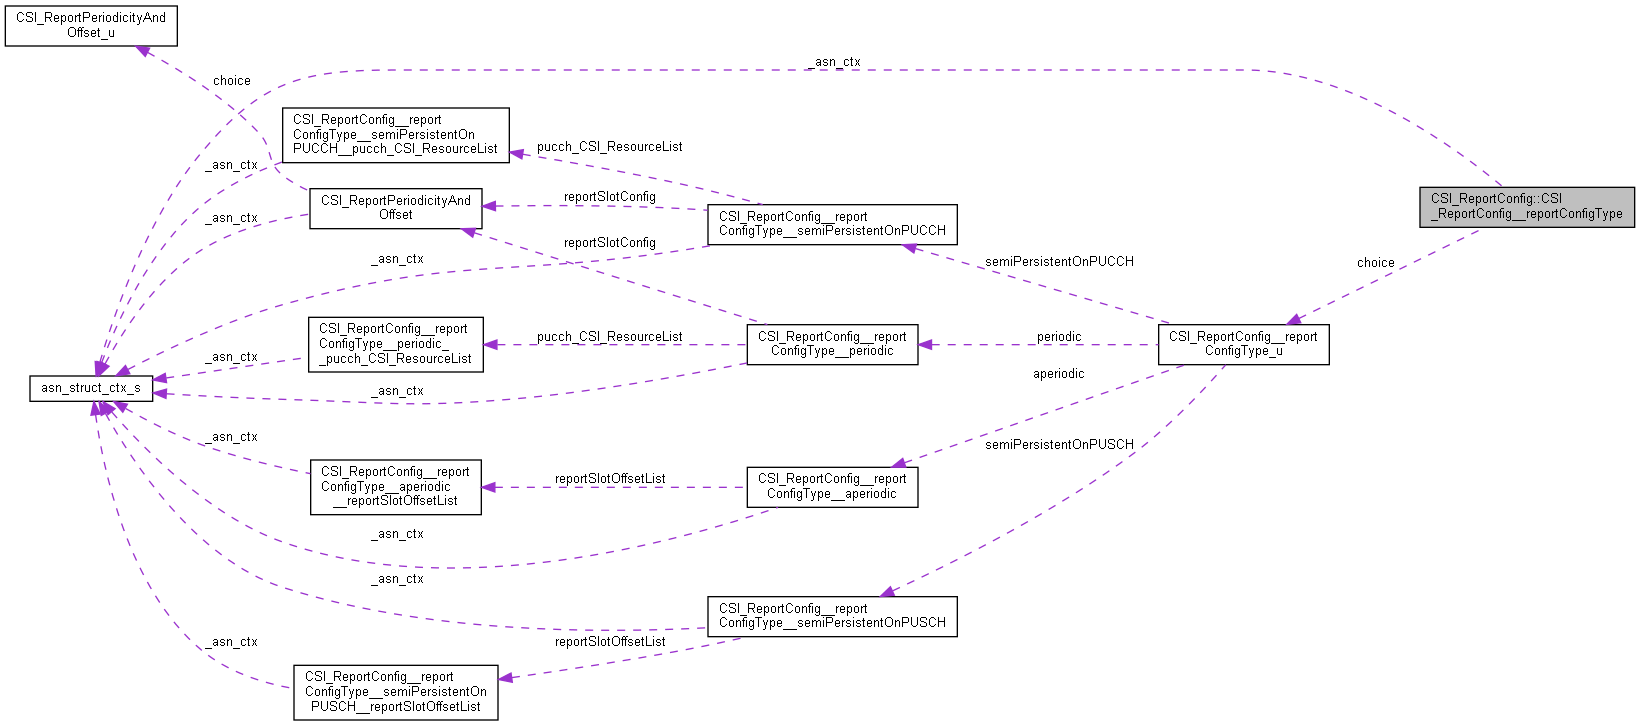 CSI_ReportPeriodicityAnd
Offset_u
choice
_asn_ctx
CSI_ReportConfig__report
ConfigType__semiPersistentOn
PUCCH__pucch_CSI_ResourceList
pucch_CSI_ResourceList
_asn_ctx
CSI_ReportPeriodicityAnd
Offset
reportSlotConfig
_asn_ctx
CSI_ReportConfig::CSI
_ReportConfig__reportConfigType
CSI_ReportConfig__report
ConfigType__semiPersistentOnPUCCH
reportSlotConfig
_asn_ctx
semiPersistentOnPUCCH
choice
CSI_ReportConfig__report
ConfigType__periodic_
_pucch_CSI_ResourceList
pucch_CSI_ResourceList
CSI_ReportConfig__report
ConfigType__periodic
periodic
CSI_ReportConfig__report
ConfigType_u
_asn_ctx
asn_struct_ctx_s
_asn_ctx
aperiodic
_asn_ctx
semiPersistentOnPUSCH
CSI_ReportConfig__report
ConfigType__aperiodic
__reportSlotOffsetList
reportSlotOffsetList
CSI_ReportConfig__report
ConfigType__aperiodic
_asn_ctx
_asn_ctx
CSI_ReportConfig__report
ConfigType__semiPersistentOnPUSCH
_asn_ctx
reportSlotOffsetList
CSI_ReportConfig__report
ConfigType__semiPersistentOn
PUSCH__reportSlotOffsetList